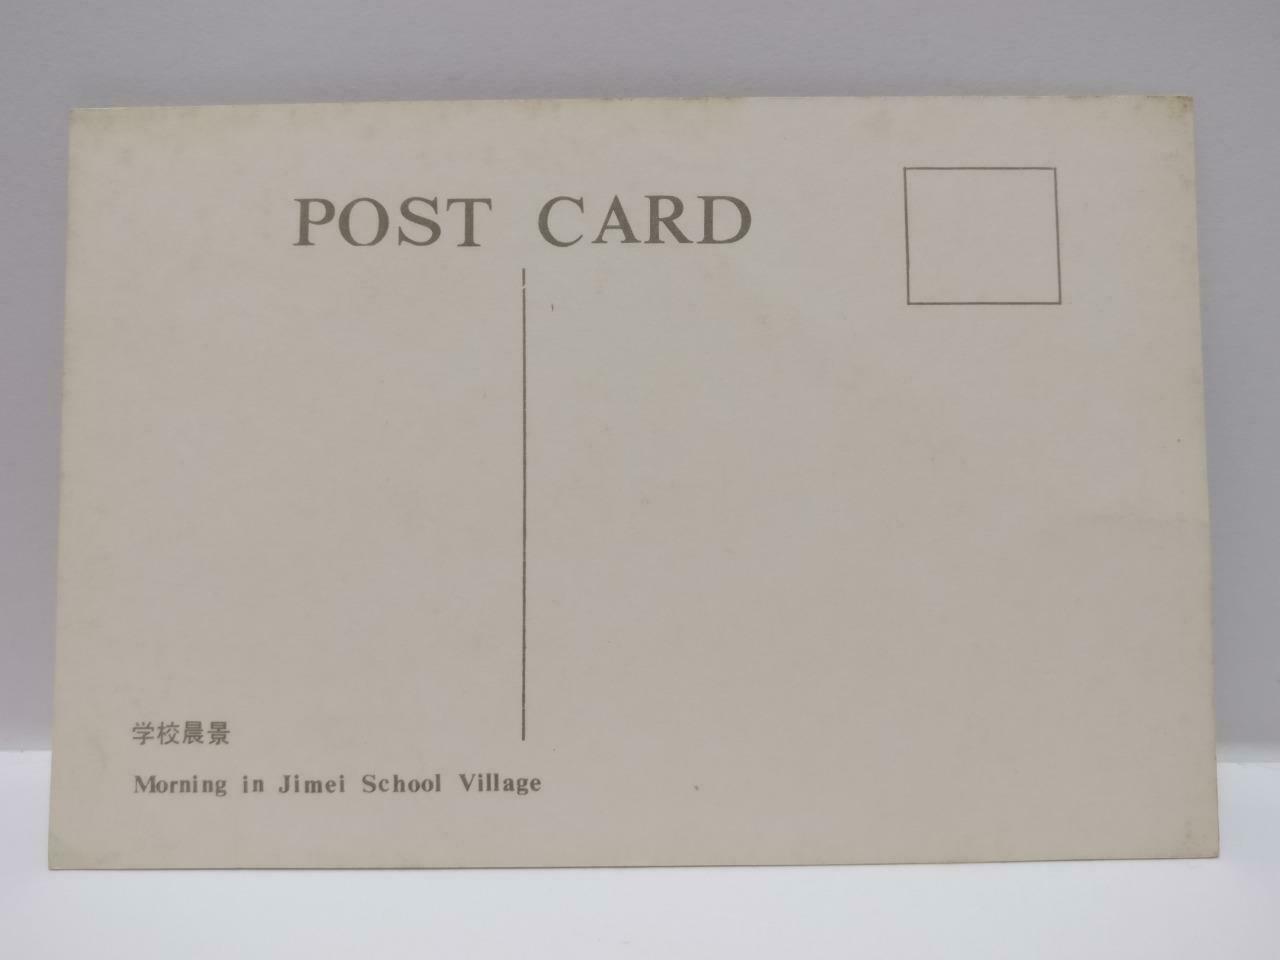 POST CARD
学校晨景
Morning in Jimei School Village